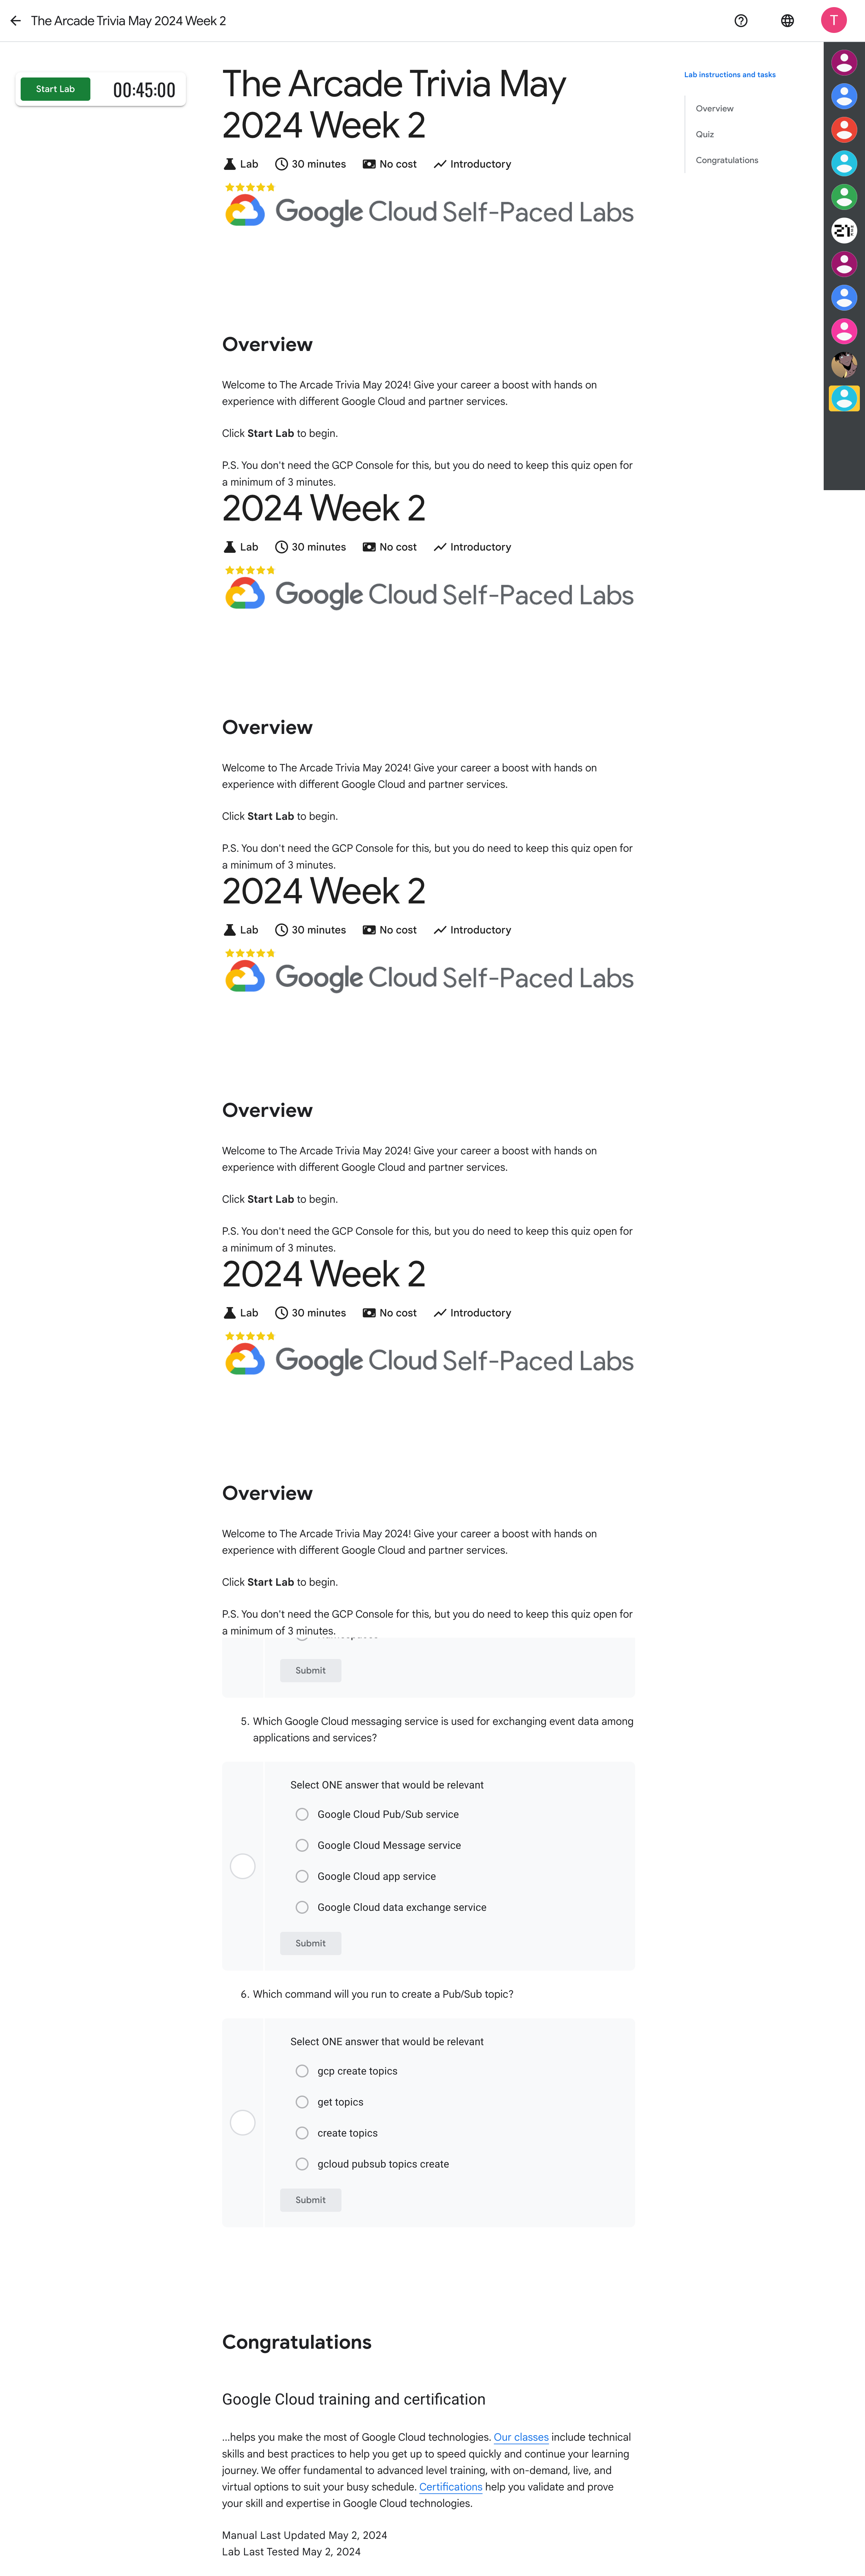 The Arcade Trivia May 2024 Week 2
T
Start Lab
00:45:00
The Arcade Trivia May
2024 Week 2
Lab 30 minutes No cost Introductory
Google Cloud Self-Paced Labs
Lab instructions and tasks
Overview
Quiz
Congratulations
Overview
Welcome to The Arcade Trivia May 2024! Give your career a boost with hands on
experience with different Google Cloud and partner services.
Click Start Lab to begin.
P.S. You don't need the GCP Console for this, but you do need to keep this quiz open for
a minimum of 3 minutes.
2024 Week 2
Lab 30 minutes No cost Introductory
Google Cloud Self-Paced Labs
Overview
Welcome to The Arcade Trivia May 2024! Give your career a boost with hands on
experience with different Google Cloud and partner services.
Click Start Lab to begin.
P.S. You don't need the GCP Console for this, but you do need to keep this quiz open for
a minimum of 3 minutes.
2024 Week 2
Lab 30 minutes No cost Introductory
Google Cloud Self-Paced Labs
Overview
Welcome to The Arcade Trivia May 2024! Give your career a boost with hands on
experience with different Google Cloud and partner services.
Click Start Lab to begin.
P.S. You don't need the GCP Console for this, but you do need to keep this quiz open for
a minimum of 3 minutes.
2024 Week 2
Lab 30 minutes No cost Introductory
Google Cloud Self-Paced Labs
Overview
Welcome to The Arcade Trivia May 2024! Give your career a boost with hands on
experience with different Google Cloud and partner services.
Click Start Lab to begin.
P.S. You don't need the GCP Console for this, but you do need to keep this quiz open for
a minimum of 3 minutes.
Submit
5. Which Google Cloud messaging service is used for exchanging event data among
applications and services?
Select ONE answer that would be relevant
Google Cloud Pub/Sub service
Google Cloud Message service
Google Cloud app service
Google Cloud data exchange service
Submit
6. Which command will you run to create a Pub/Sub topic?
Select ONE answer that would be relevant
gcp create topics
get topics
create topics
gcloud pubsub topics create
Submit
Congratulations
Google Cloud training and certification
...helps you make the most of Google Cloud technologies. Our classes include technical
skills and best practices to help you get up to speed quickly and continue your learning
journey. We offer fundamental to advanced level training, with on-demand, live, and
virtual options to suit your busy schedule. Certifications help you validate and prove
your skill and expertise in Google Cloud technologies.
Manual Last Updated May 2, 2024
Lab Last Tested May 2, 2024